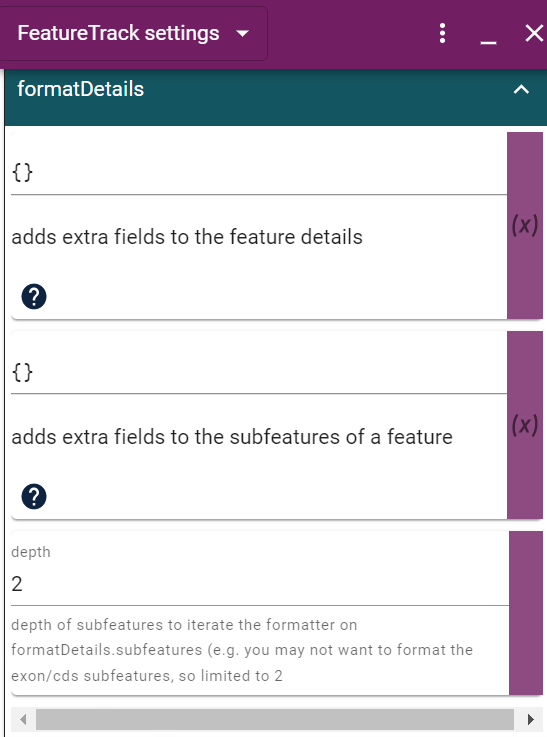 FeatureTrack settings
formatDetails
{}
(x)
adds extra fields to the feature details
?
{}
(x)
adds extra fields to the subfeatures of a feature
?
depth
2
depth of subfeatures to iterate the formatter on
formatDetails.subfeatures (e.g. you may not want to format the
exon/cds subfeatures, so limited to 2